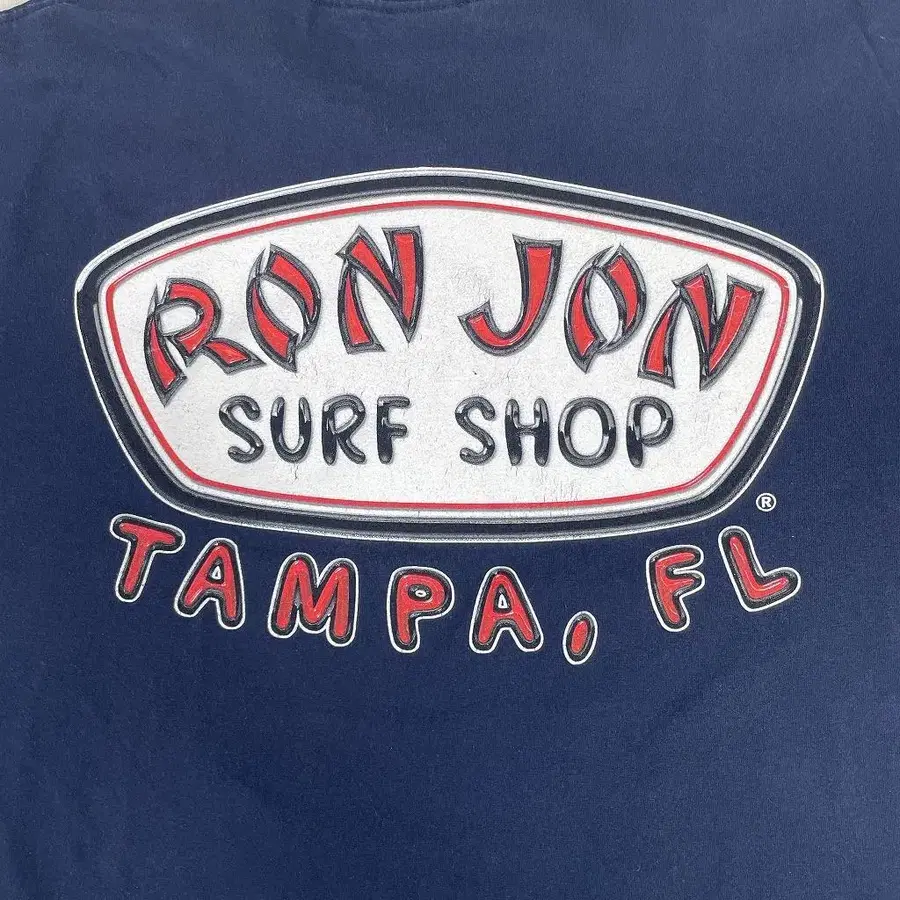 RON JON
SURF SHOP
®
TAMPA, FL